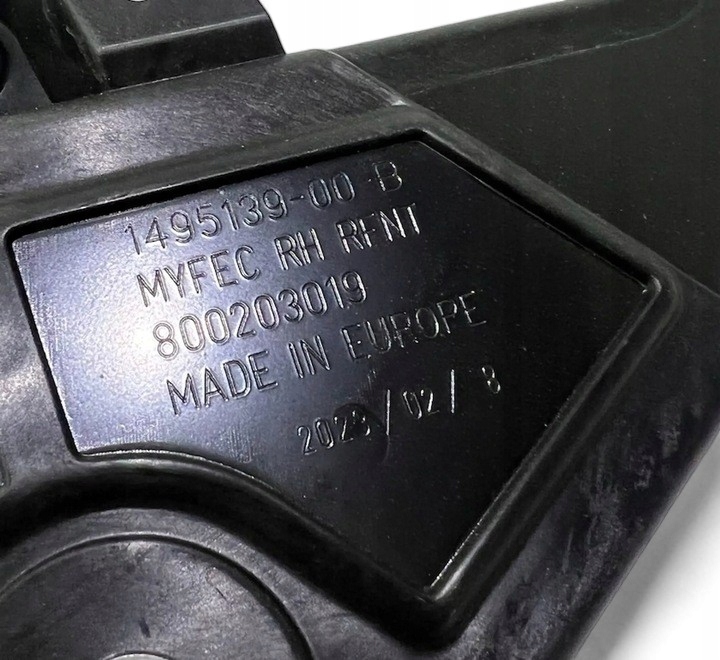 1495139-00-B
MYFEC RH RFNT
800203019
MADE IN EUROPE
2023/02/ 8